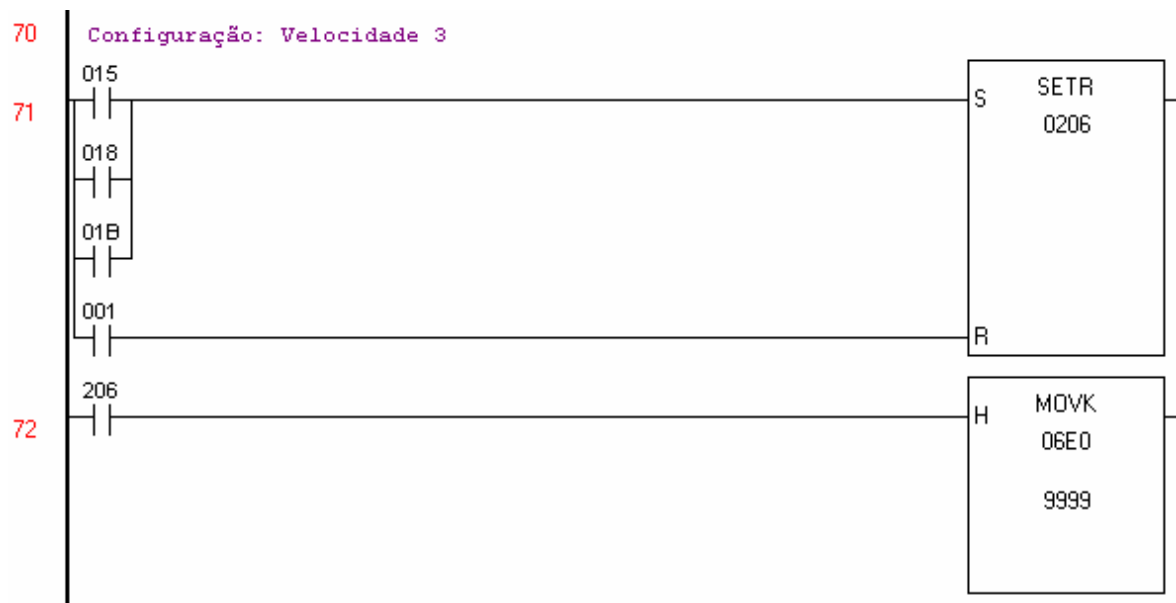 70 Configuração: Velocidade 3
015
S SETR
71
0206
018
01B
001
R
206
H MOVK
72
06E0
9999